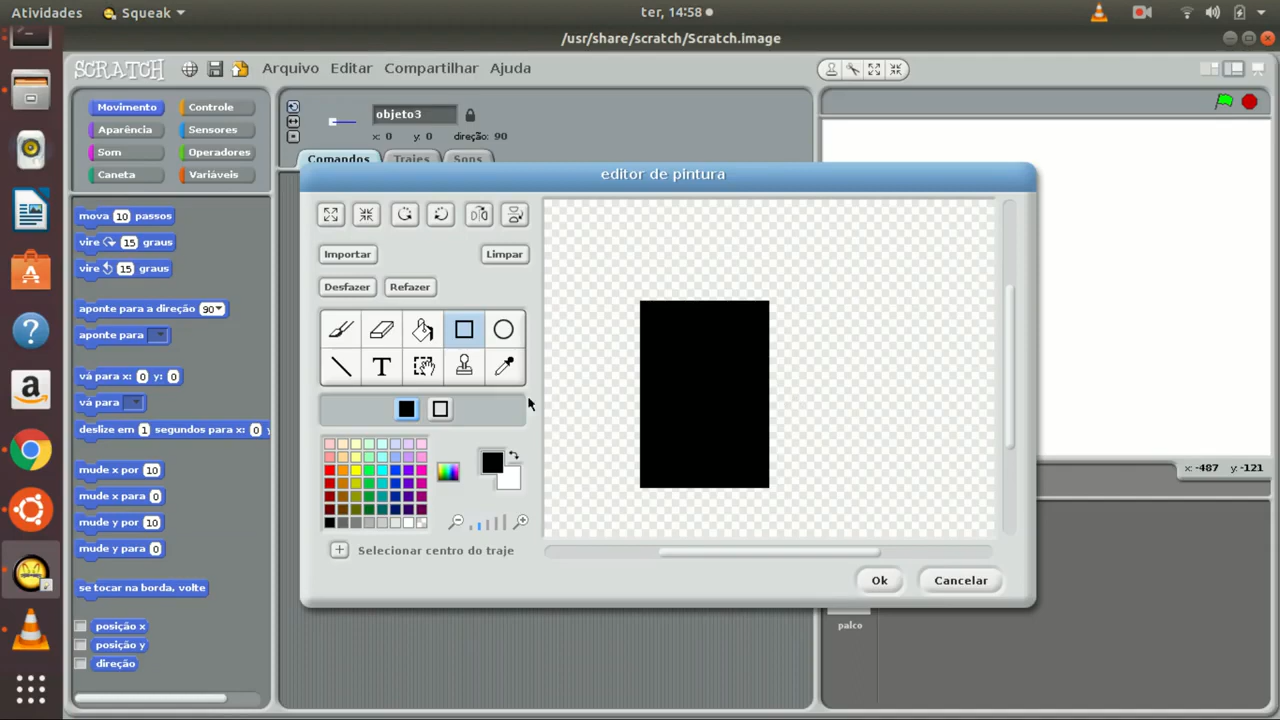 Atividades
Squeak
ter, 14:58
/usr/share/scratch/Scratch.image
SCRATCH
Arquivo
Editar
Compartilhar
Ajuda
Movimento
Controle
Aparência
Sensores
Som
Operadores
Caneta
Variáveis
objeto3
x: 0 y: 0 direção: 90
Comandos
Trajes
Sons
mova 10 passos
vire 15 graus
vire 15 graus
aponte para a direção 90
aponte para
vá para x: 0 y: 0
vá para
deslize em 1 segundos para x: 0
mude x por 10
mude x para 0
mude y por 10
mude y para 0
se tocar na borda, volte
posição x
posição y
direção
editor de pintura
Importar
Limpar
Desfazer
Refazer
T
Selecionar centro do traje
Ok
Cancelar
x: -487 y: -121
palco